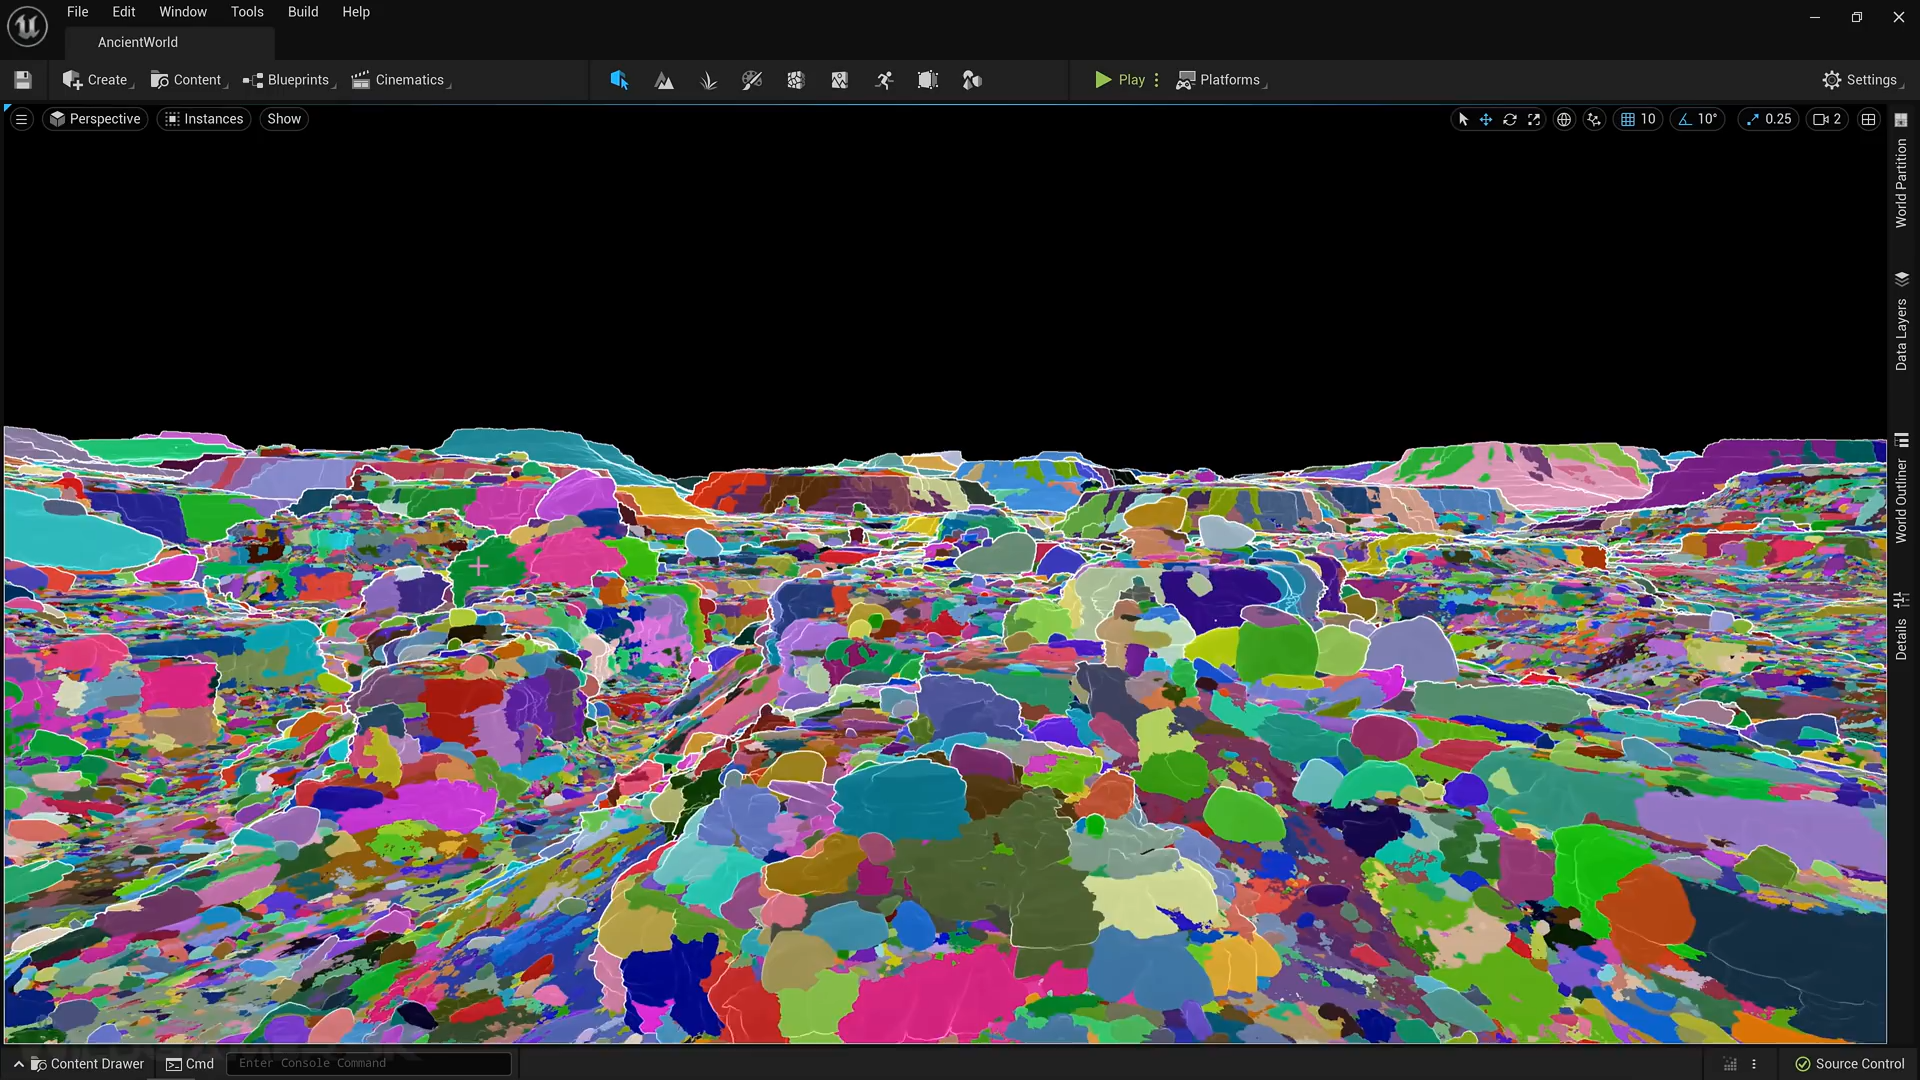 File Edit Window Tools Build Help
AncientWorld
Create Content Blueprints Cinematics Play Platforms Settings
Perspective Instances Show 10 10° 0.25 2
World Partition
Data Layers
World Outliner
Details
Content Drawer Cmd Enter Console Command Source Control